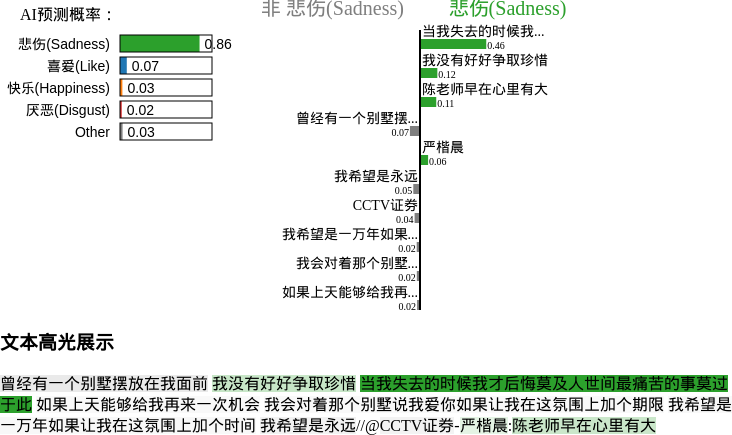 AI预测概率：
悲伤(Sadness) 0.86
喜爱(Like) 0.07
快乐(Happiness) 0.03
厌恶(Disgust) 0.02
Other 0.03
非 悲伤(Sadness)
悲伤(Sadness)
当我失去的时候我...
0.46
我没有好好争取珍惜
0.12
陈老师早在心里有大
0.11
曾经有一个别墅摆...
0.07
严楷晨
0.06
我希望是永远
0.05
CCTV证券
0.04
我希望是一万年如果...
0.02
我会对着那个别墅...
0.02
如果上天能够给我再...
0.02
文本高光展示
曾经有一个别墅摆放在我面前 我没有好好争取珍惜 当我失去的时候我才后悔莫及人世间最痛苦的事莫过
于此 如果上天能够给我再来一次机会 我会对着那个别墅说我爱你如果让我在这氛围上加个期限 我希望是
一万年如果让我在这氛围上加个时间 我希望是永远//@CCTV证券-严楷晨:陈老师早在心里有大